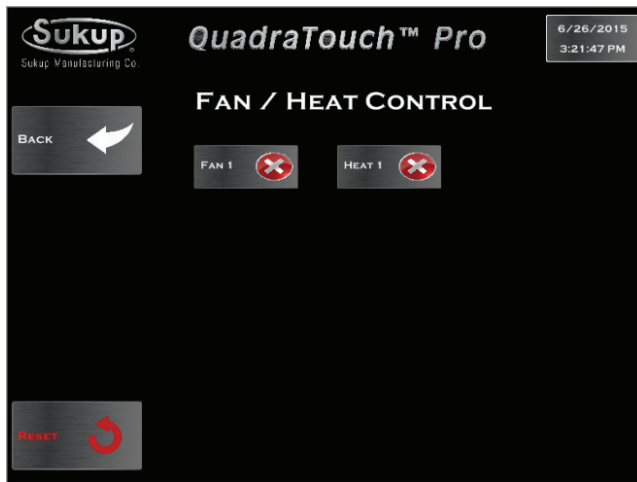 Sukup®
Sukup Manufacturing Co.
QuadraTouch™ Pro
6/26/2015
3:21:47 PM
FAN / HEAT CONTROL
BACK
FAN 1
HEAT 1
RESET